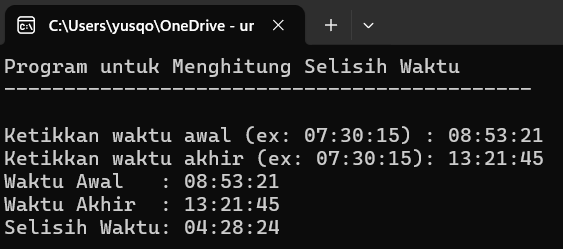 C:\Users\yusqo\OneDrive - ur
Program untuk Menghitung Selisih Waktu
--------------------------------------------
Ketikkan waktu awal (ex: 07:30:15) : 08:53:21
Ketikkan waktu akhir (ex: 07:30:15): 13:21:45
Waktu Awal   : 08:53:21
Waktu Akhir  : 13:21:45
Selisih Waktu: 04:28:24